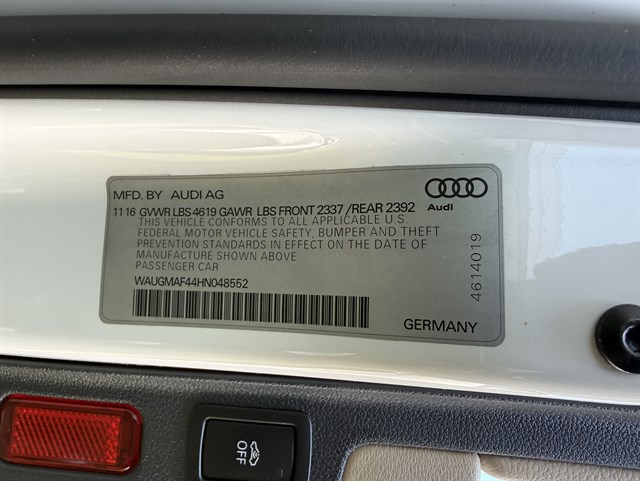 MFD. BY AUDI AG
Audi
11 16 GVWR LBS 4619 GAWR LBS FRONT 2337 /REAR 2392
THIS VEHICLE CONFORMS TO ALL APPLICABLE U.S.
FEDERAL MOTOR VEHICLE SAFETY, BUMPER AND THEFT
PREVENTION STANDARDS IN EFFECT ON THE DATE OF
MANUFACTURE SHOWN ABOVE
PASSENGER CAR
WAUGMAF44HN048552
GERMANY
4614019
OFF